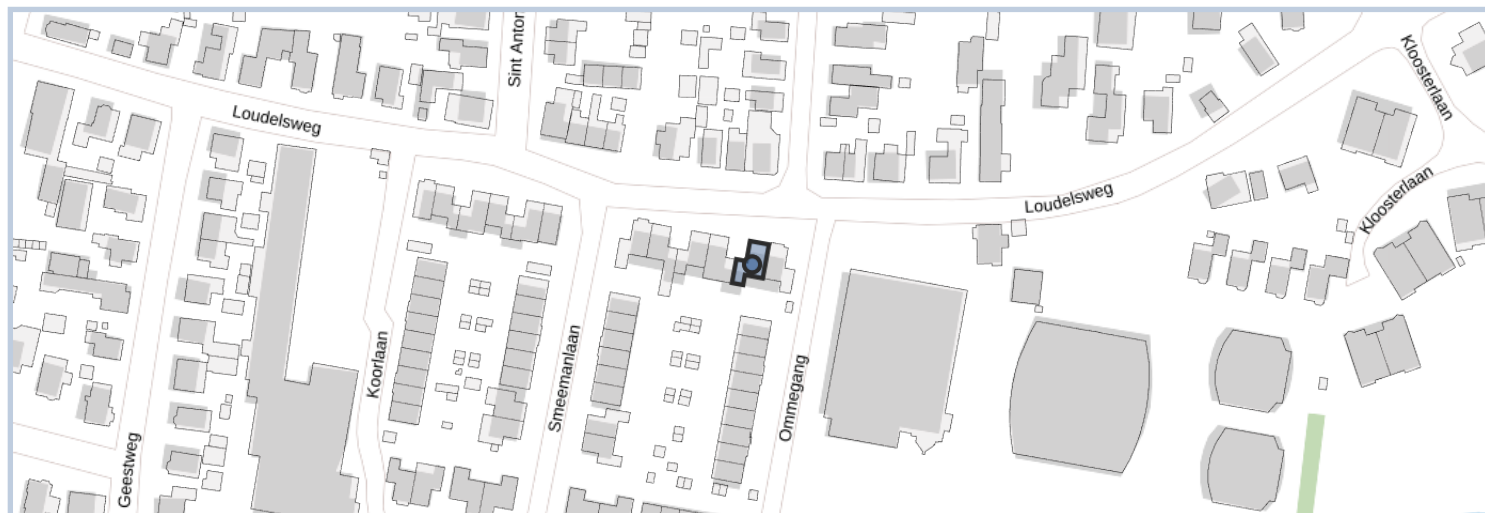 Sint Anton
Kloosterlaan
Loudelsweg
Loudelsweg
Kloosterlaan
Koorlaan
Smeemanlaan
Ommegang
Geestweg